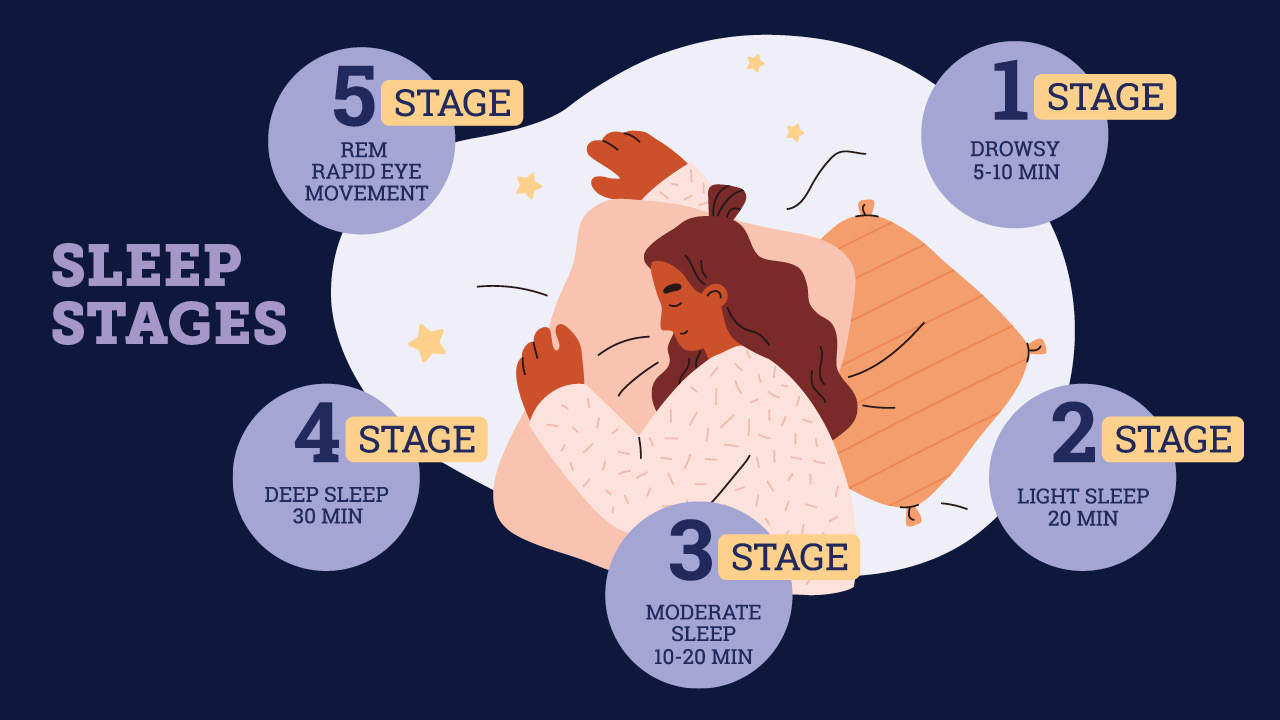 SLEEP
STAGES
1 STAGE
DROWSY
5-10 MIN
2 STAGE
LIGHT SLEEP
20 MIN
3 STAGE
MODERATE
SLEEP
10-20 MIN
4 STAGE
DEEP SLEEP
30 MIN
5 STAGE
REM
RAPID EYE
MOVEMENT